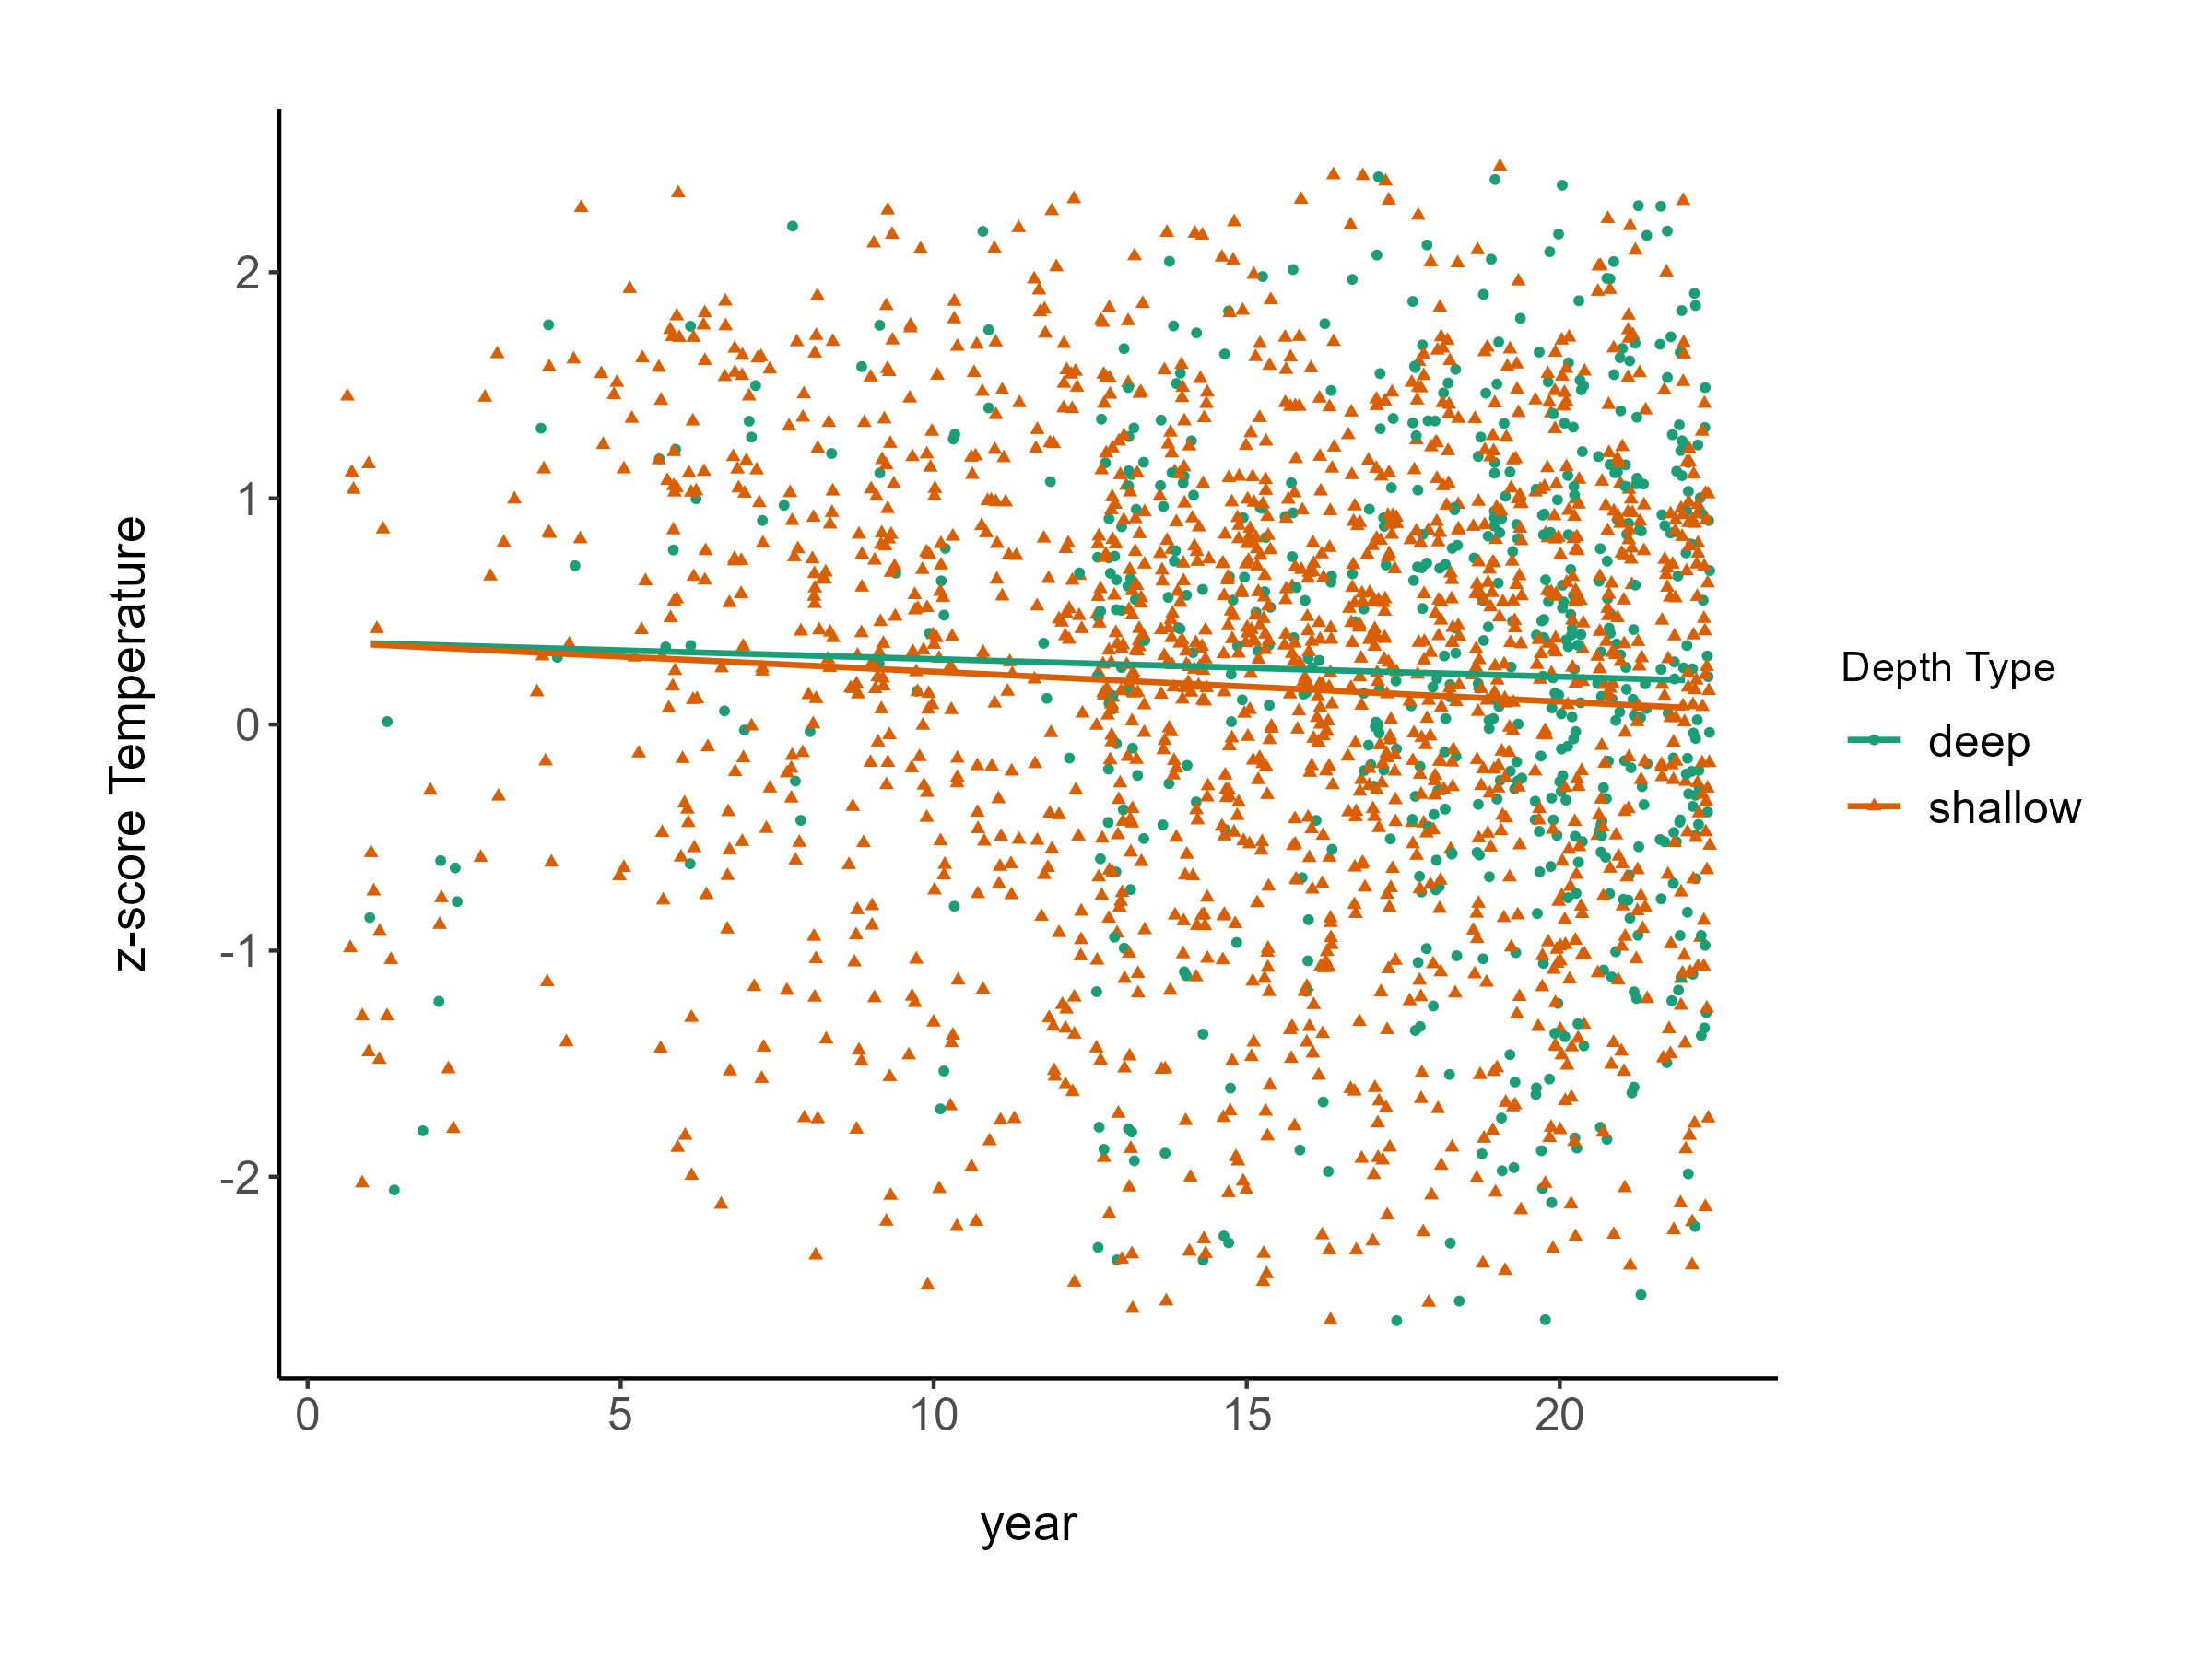 z-score Temperature
2
1
0
-1
-2
0 5 10 15 20
year
Depth Type
deep
shallow